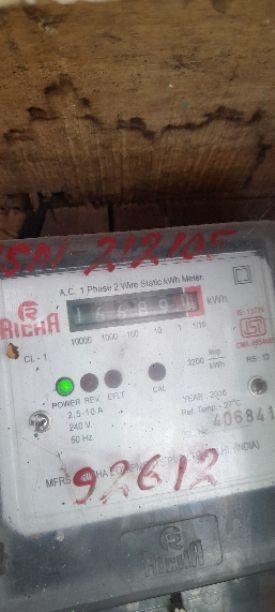 212105
A.C. 1 Phase 2 Wire Static kWh Meter.
RICHA
kWh
10000 1000 100 10 1 1/10
CL - 1
3200 imp/kWh
POWER REV. E/LT CAL
2.5-10 A
240 V.
50 Hz.
YEAR - 2016
Ref. Temp. - 27°C
406841
92612
(INDIA)
RICHA